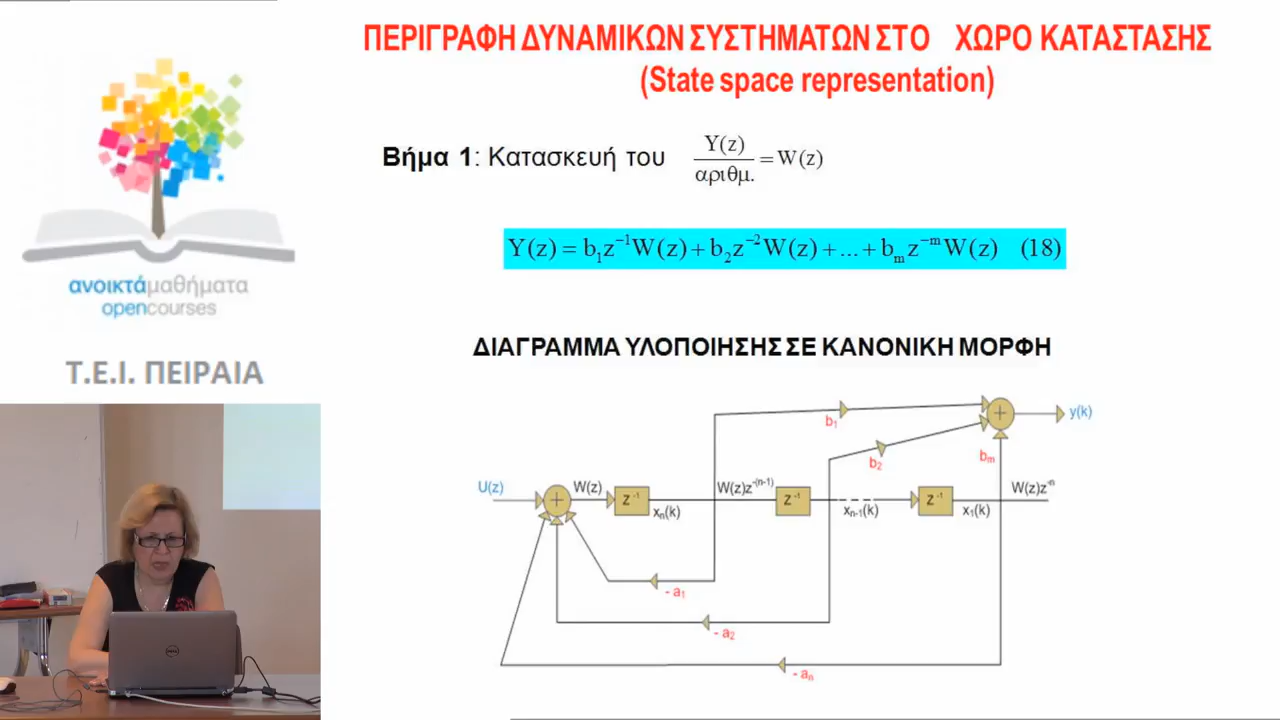 ΠΕΡΙΓΡΑΦΗ ΔΥΝΑΜΙΚΩΝ ΣΥΣΤΗΜΑΤΩΝ ΣΤΟ ΧΩΡΟ ΚΑΤΑΣΤΑΣΗΣ
(State space representation)
Βήμα 1: Κατασκευή του Y(z)/αριθμ. = W(z)
Y(z) = b₁z⁻¹W(z) + b₂z⁻²W(z) + ... + bₘz⁻ᵐW(z) (18)
ανοικτάμαθήματα
opencourses
Τ.Ε.Ι. ΠΕΙΡΑΙΑ
ΔΙΑΓΡΑΜΜΑ ΥΛΟΠΟΙΗΣΗΣ ΣΕ ΚΑΝΟΝΙΚΗ ΜΟΡΦΗ
b₁
+
y(k)
b₂
bₘ
U(z)
+
W(z)
z⁻¹
xₙ(k)
W(z)z⁻⁽ⁿ⁻¹⁾
z⁻¹
xₙ₋₁(k)
z⁻¹
x₁(k)
W(z)z⁻ⁿ
- a₁
- a₂
- aₙ
DELL